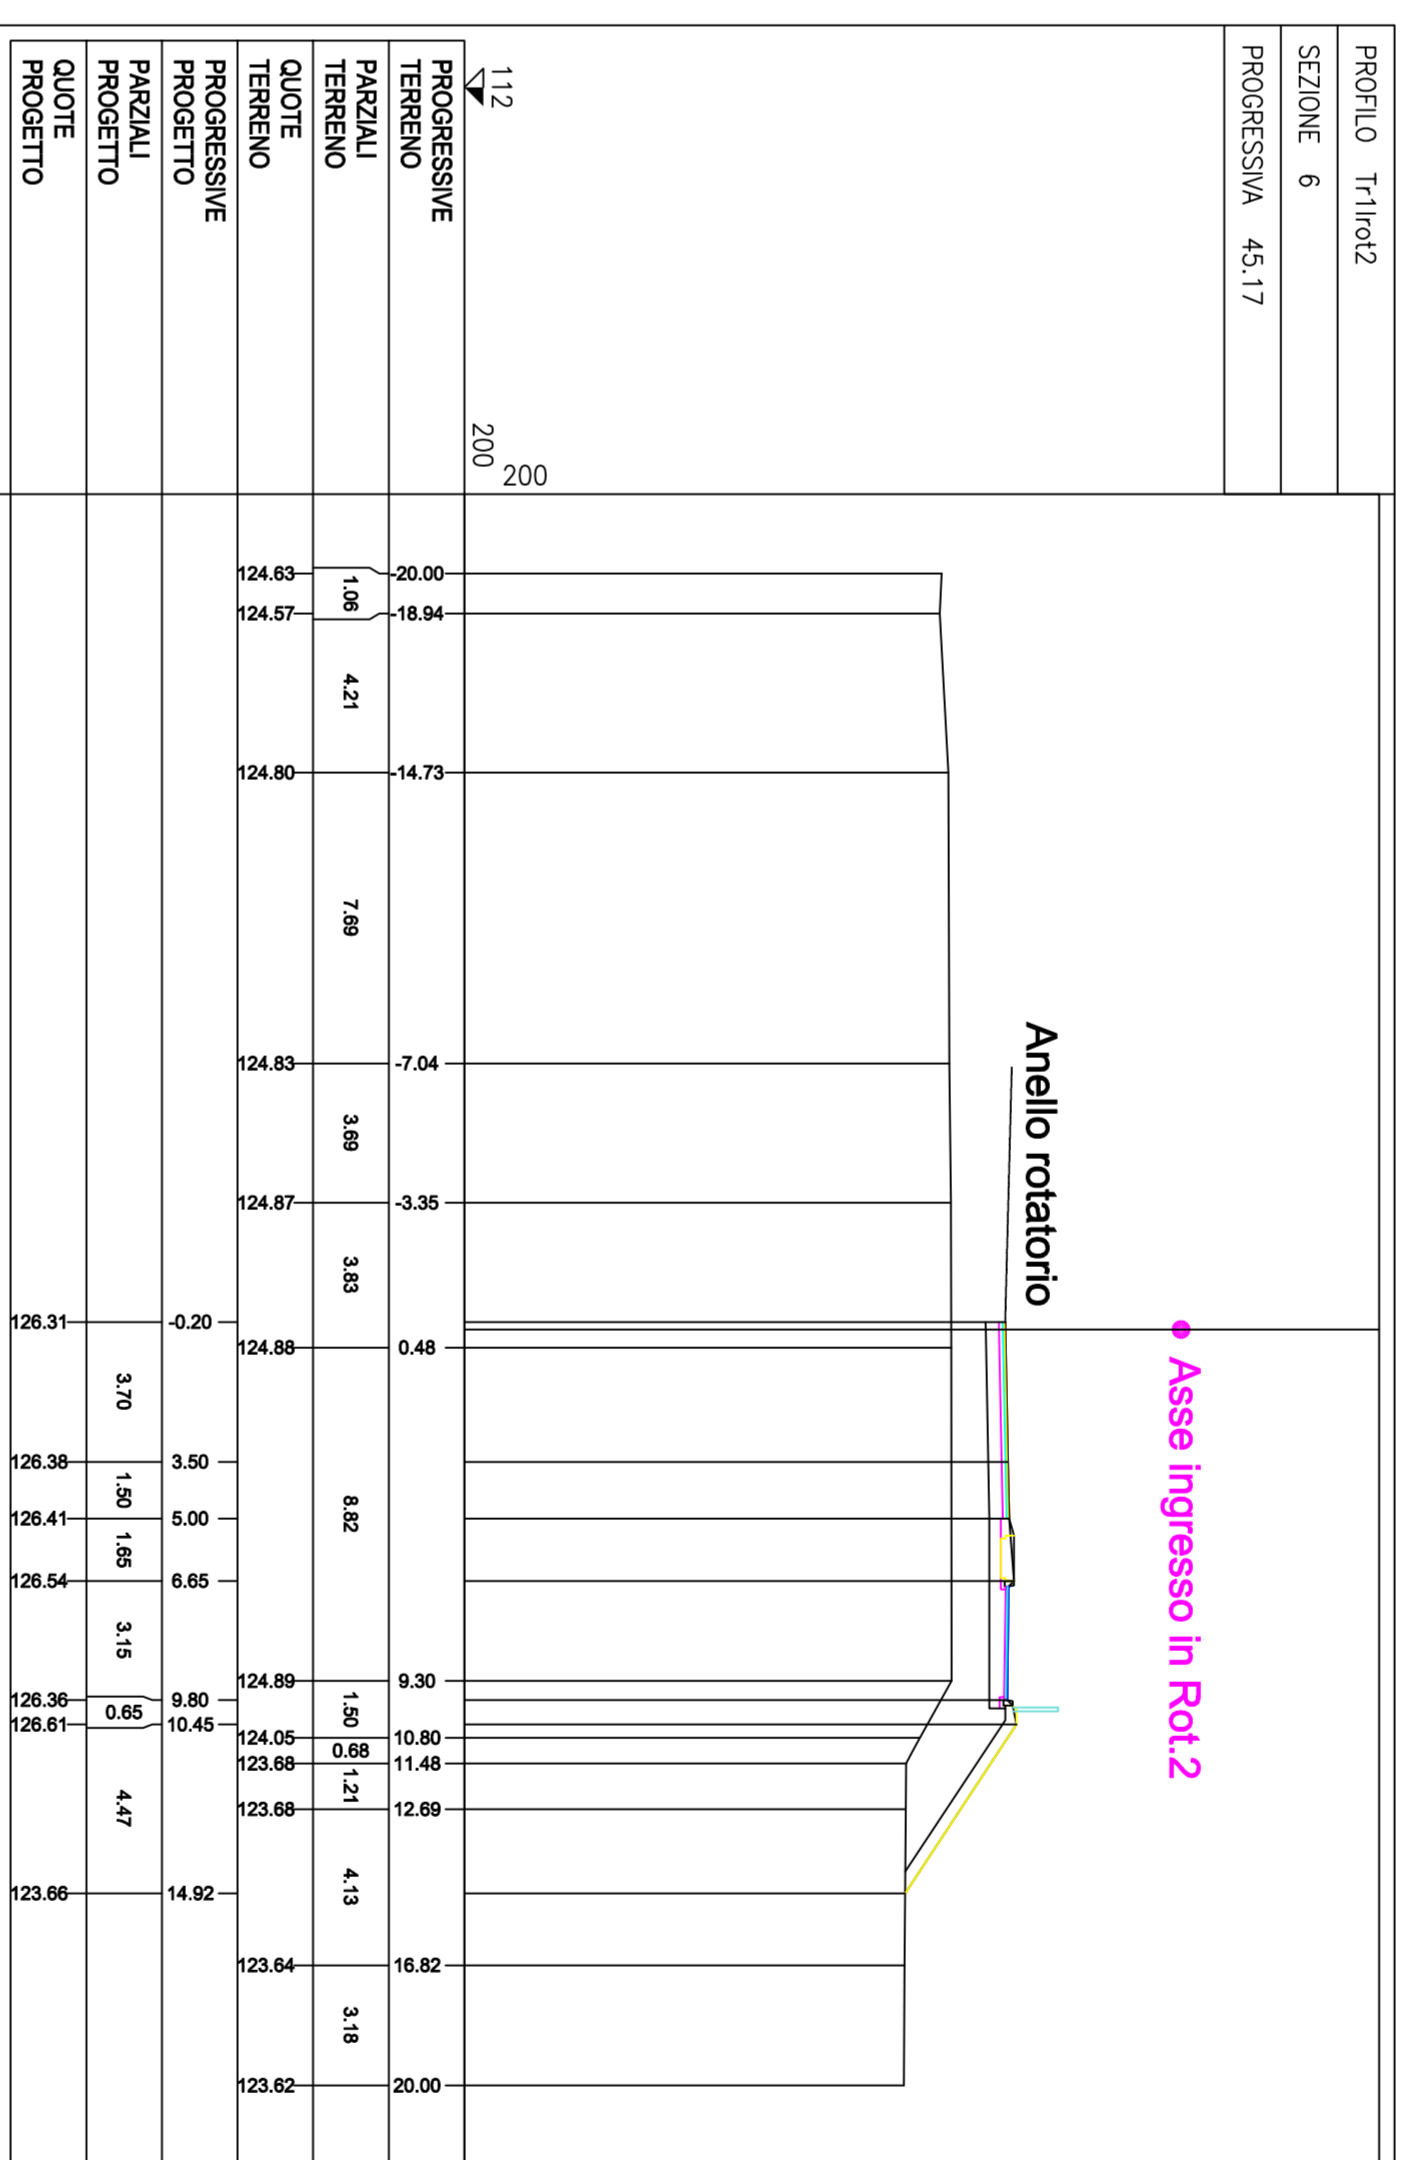 PROFILO Tr1Irot2
SEZIONE 6
PROGRESSIVA 45.17
Asse ingresso in Rot.2
Anello rotatorio
112
200
200
PROGRESSIVE
TERRENO
-20.00 -18.94 -14.73 -7.04 -3.35 0.48 9.30 10.80 11.48 12.69 16.82 20.00
PARZIALI
TERRENO
1.06 4.21 7.69 3.69 3.83 8.82 1.50 0.68 1.21 4.13 3.18
QUOTE
TERRENO
124.63 124.57 124.80 124.83 124.87 124.88 124.89 124.05 123.68 123.68 123.64 123.62
PROGRESSIVE
PROGETTO
-0.20 3.50 5.00 6.65 9.80 10.45 14.92
PARZIALI
PROGETTO
3.70 1.50 1.65 3.15 0.65 4.47
QUOTE
PROGETTO
126.31 126.38 126.41 126.54 126.36 126.61 123.66